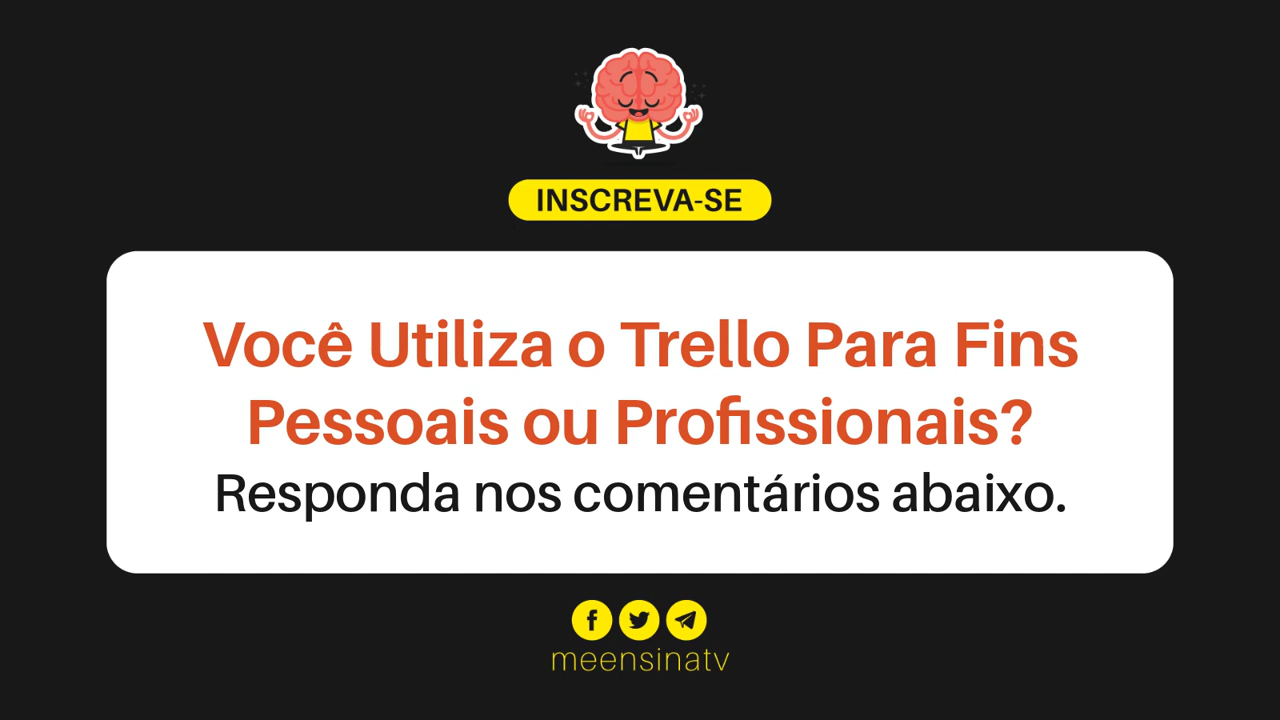 INSCREVA-SE
Você Utiliza o Trello Para Fins
Pessoais ou Profissionais?
Responda nos comentários abaixo.
meensinatv